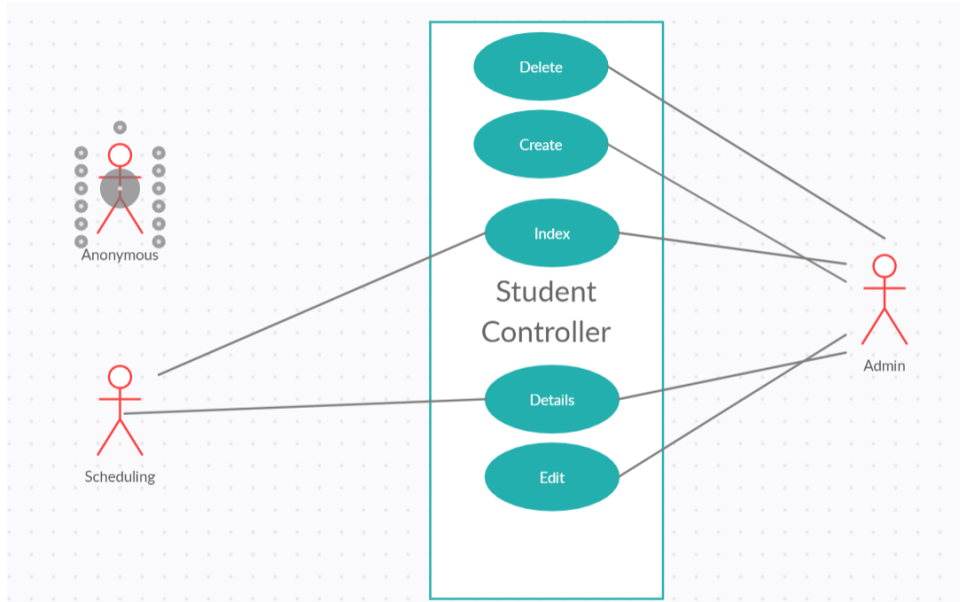 Delete
Create
Anonymous
Index
Student
Controller
Admin
Details
Scheduling
Edit